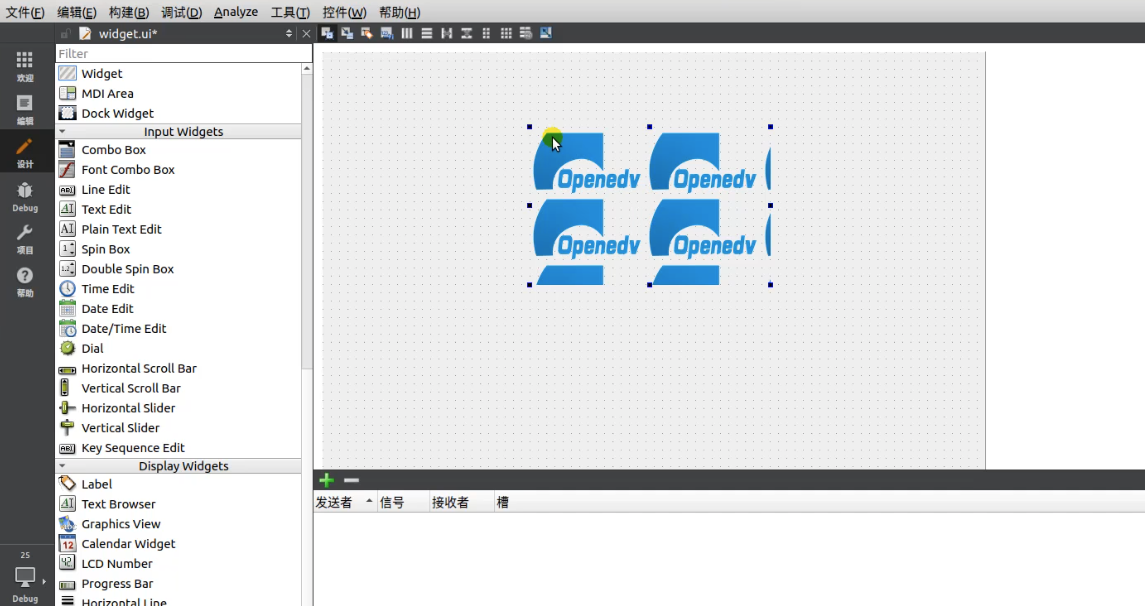 文件(F) 编辑(E) 构建(B) 调试(D) Analyze 工具(T) 控件(W) 帮助(H)
widget.ui*
Filter
欢迎
编辑
设计
Debug
项目
帮助
Widget
MDI Area
Dock Widget
Input Widgets
Combo Box
Font Combo Box
Line Edit
Text Edit
Plain Text Edit
Spin Box
Double Spin Box
Time Edit
Date Edit
Date/Time Edit
Dial
Horizontal Scroll Bar
Vertical Scroll Bar
Horizontal Slider
Vertical Slider
Key Sequence Edit
Display Widgets
Label
Text Browser
Graphics View
Calendar Widget
LCD Number
Progress Bar
Horizontal Line
Openedv Openedv
Openedv Openedv
发送者 信号 接收者 槽
25
Debug